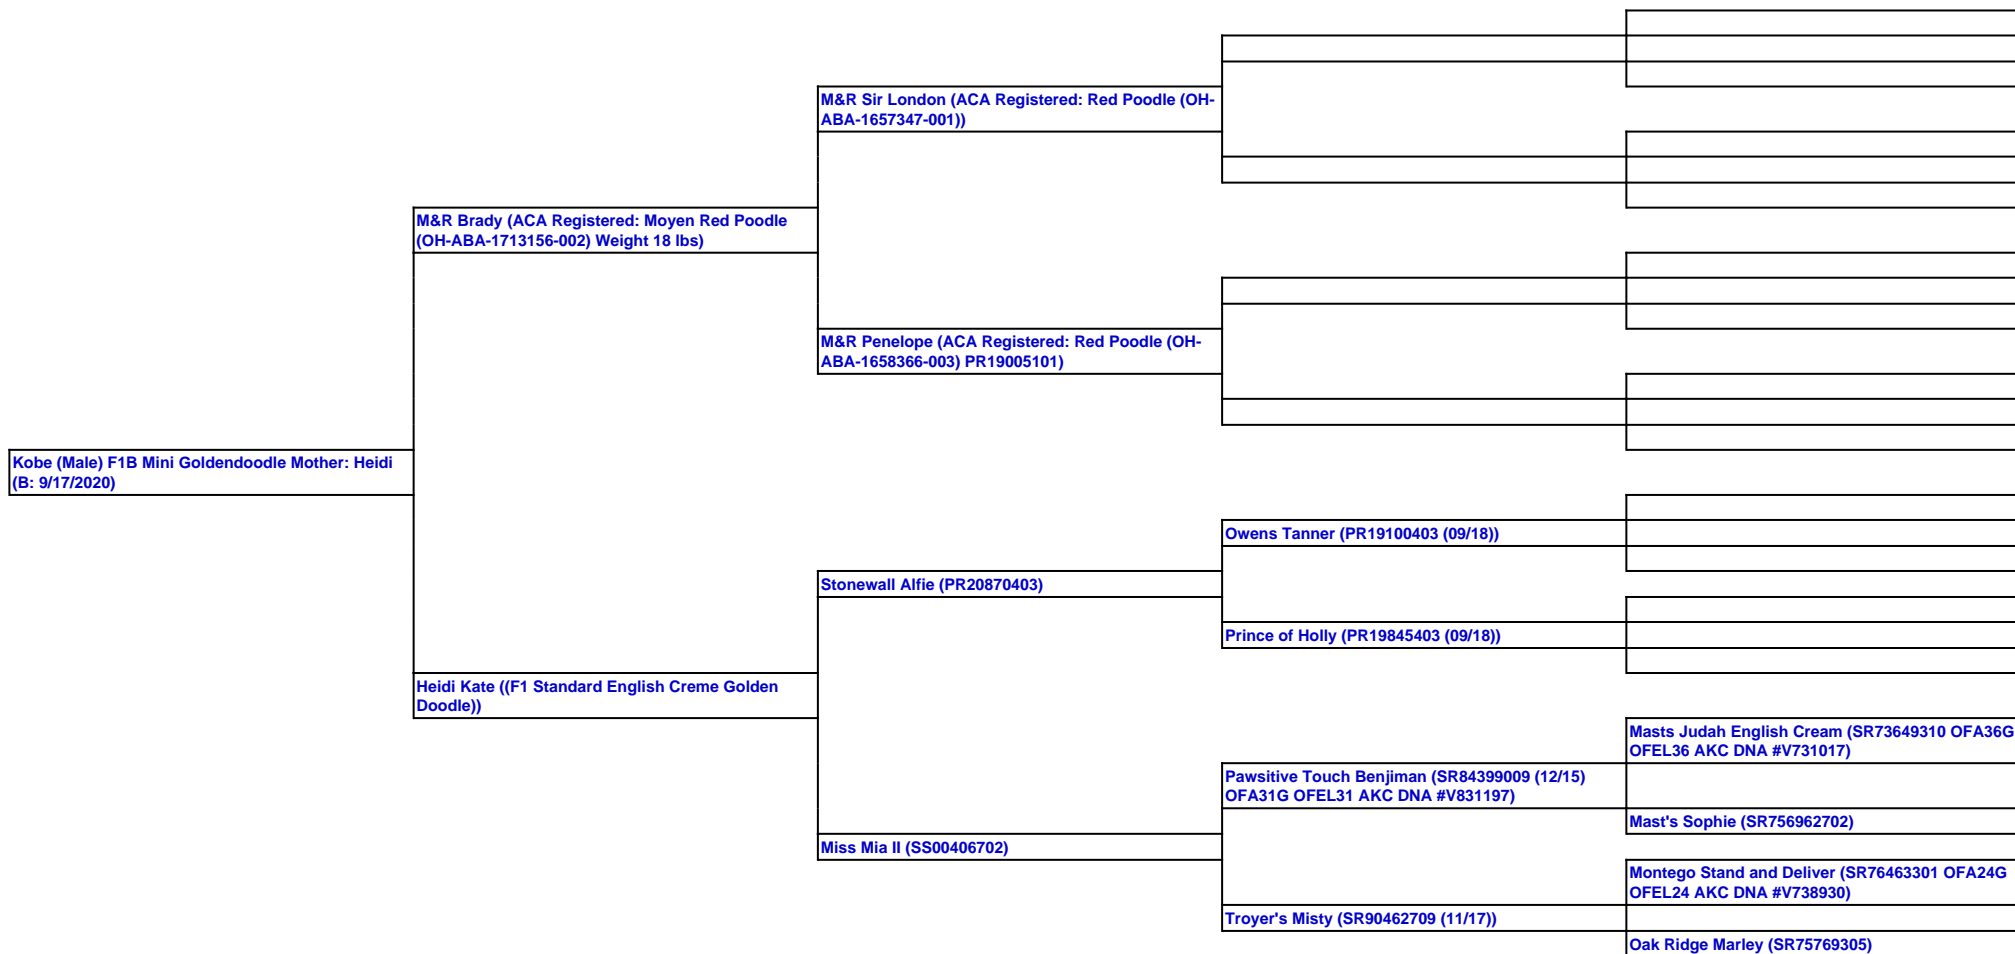 M&R Sir London (ACA Registered: Red Poodle (OH-
ABA-1657347-001))
M&R Brady (ACA Registered: Moyen Red Poodle
(OH-ABA-1713156-002) Weight 18 lbs)
M&R Penelope (ACA Registered: Red Poodle (OH-
ABA-1658366-003) PR19005101)
Kobe (Male) F1B Mini Goldendoodle Mother: Heidi
(B: 9/17/2020)
Owens Tanner (PR19100403 (09/18))
Stonewall Alfie (PR20870403)
Prince of Holly (PR19845403 (09/18))
Heidi Kate ((F1 Standard English Creme Golden
Doodle))
Masts Judah English Cream (SR73649310 OFA36G
OFEL36 AKC DNA #V731017)
Pawsitive Touch Benjiman (SR84399009 (12/15)
OFA31G OFEL31 AKC DNA #V831197)
Mast's Sophie (SR756962702)
Miss Mia II (SS00406702)
Montego Stand and Deliver (SR76463301 OFA24G
OFEL24 AKC DNA #V738930)
Troyer's Misty (SR90462709 (11/17))
Oak Ridge Marley (SR75769305)